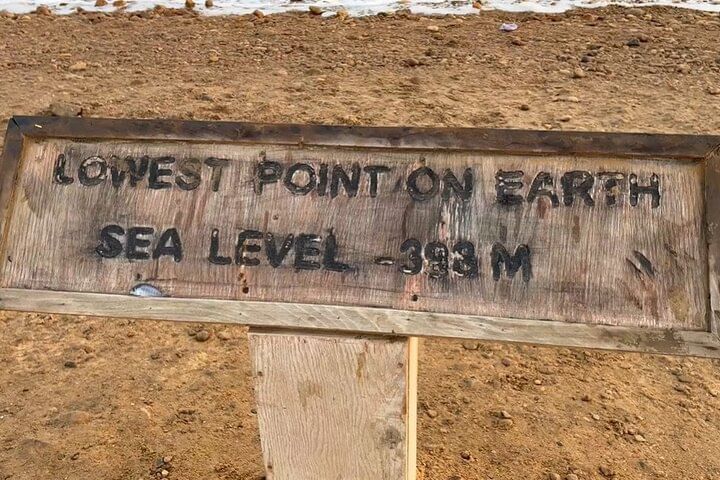 LOWEST POINT ON EARTH
SEA LEVEL -393 M